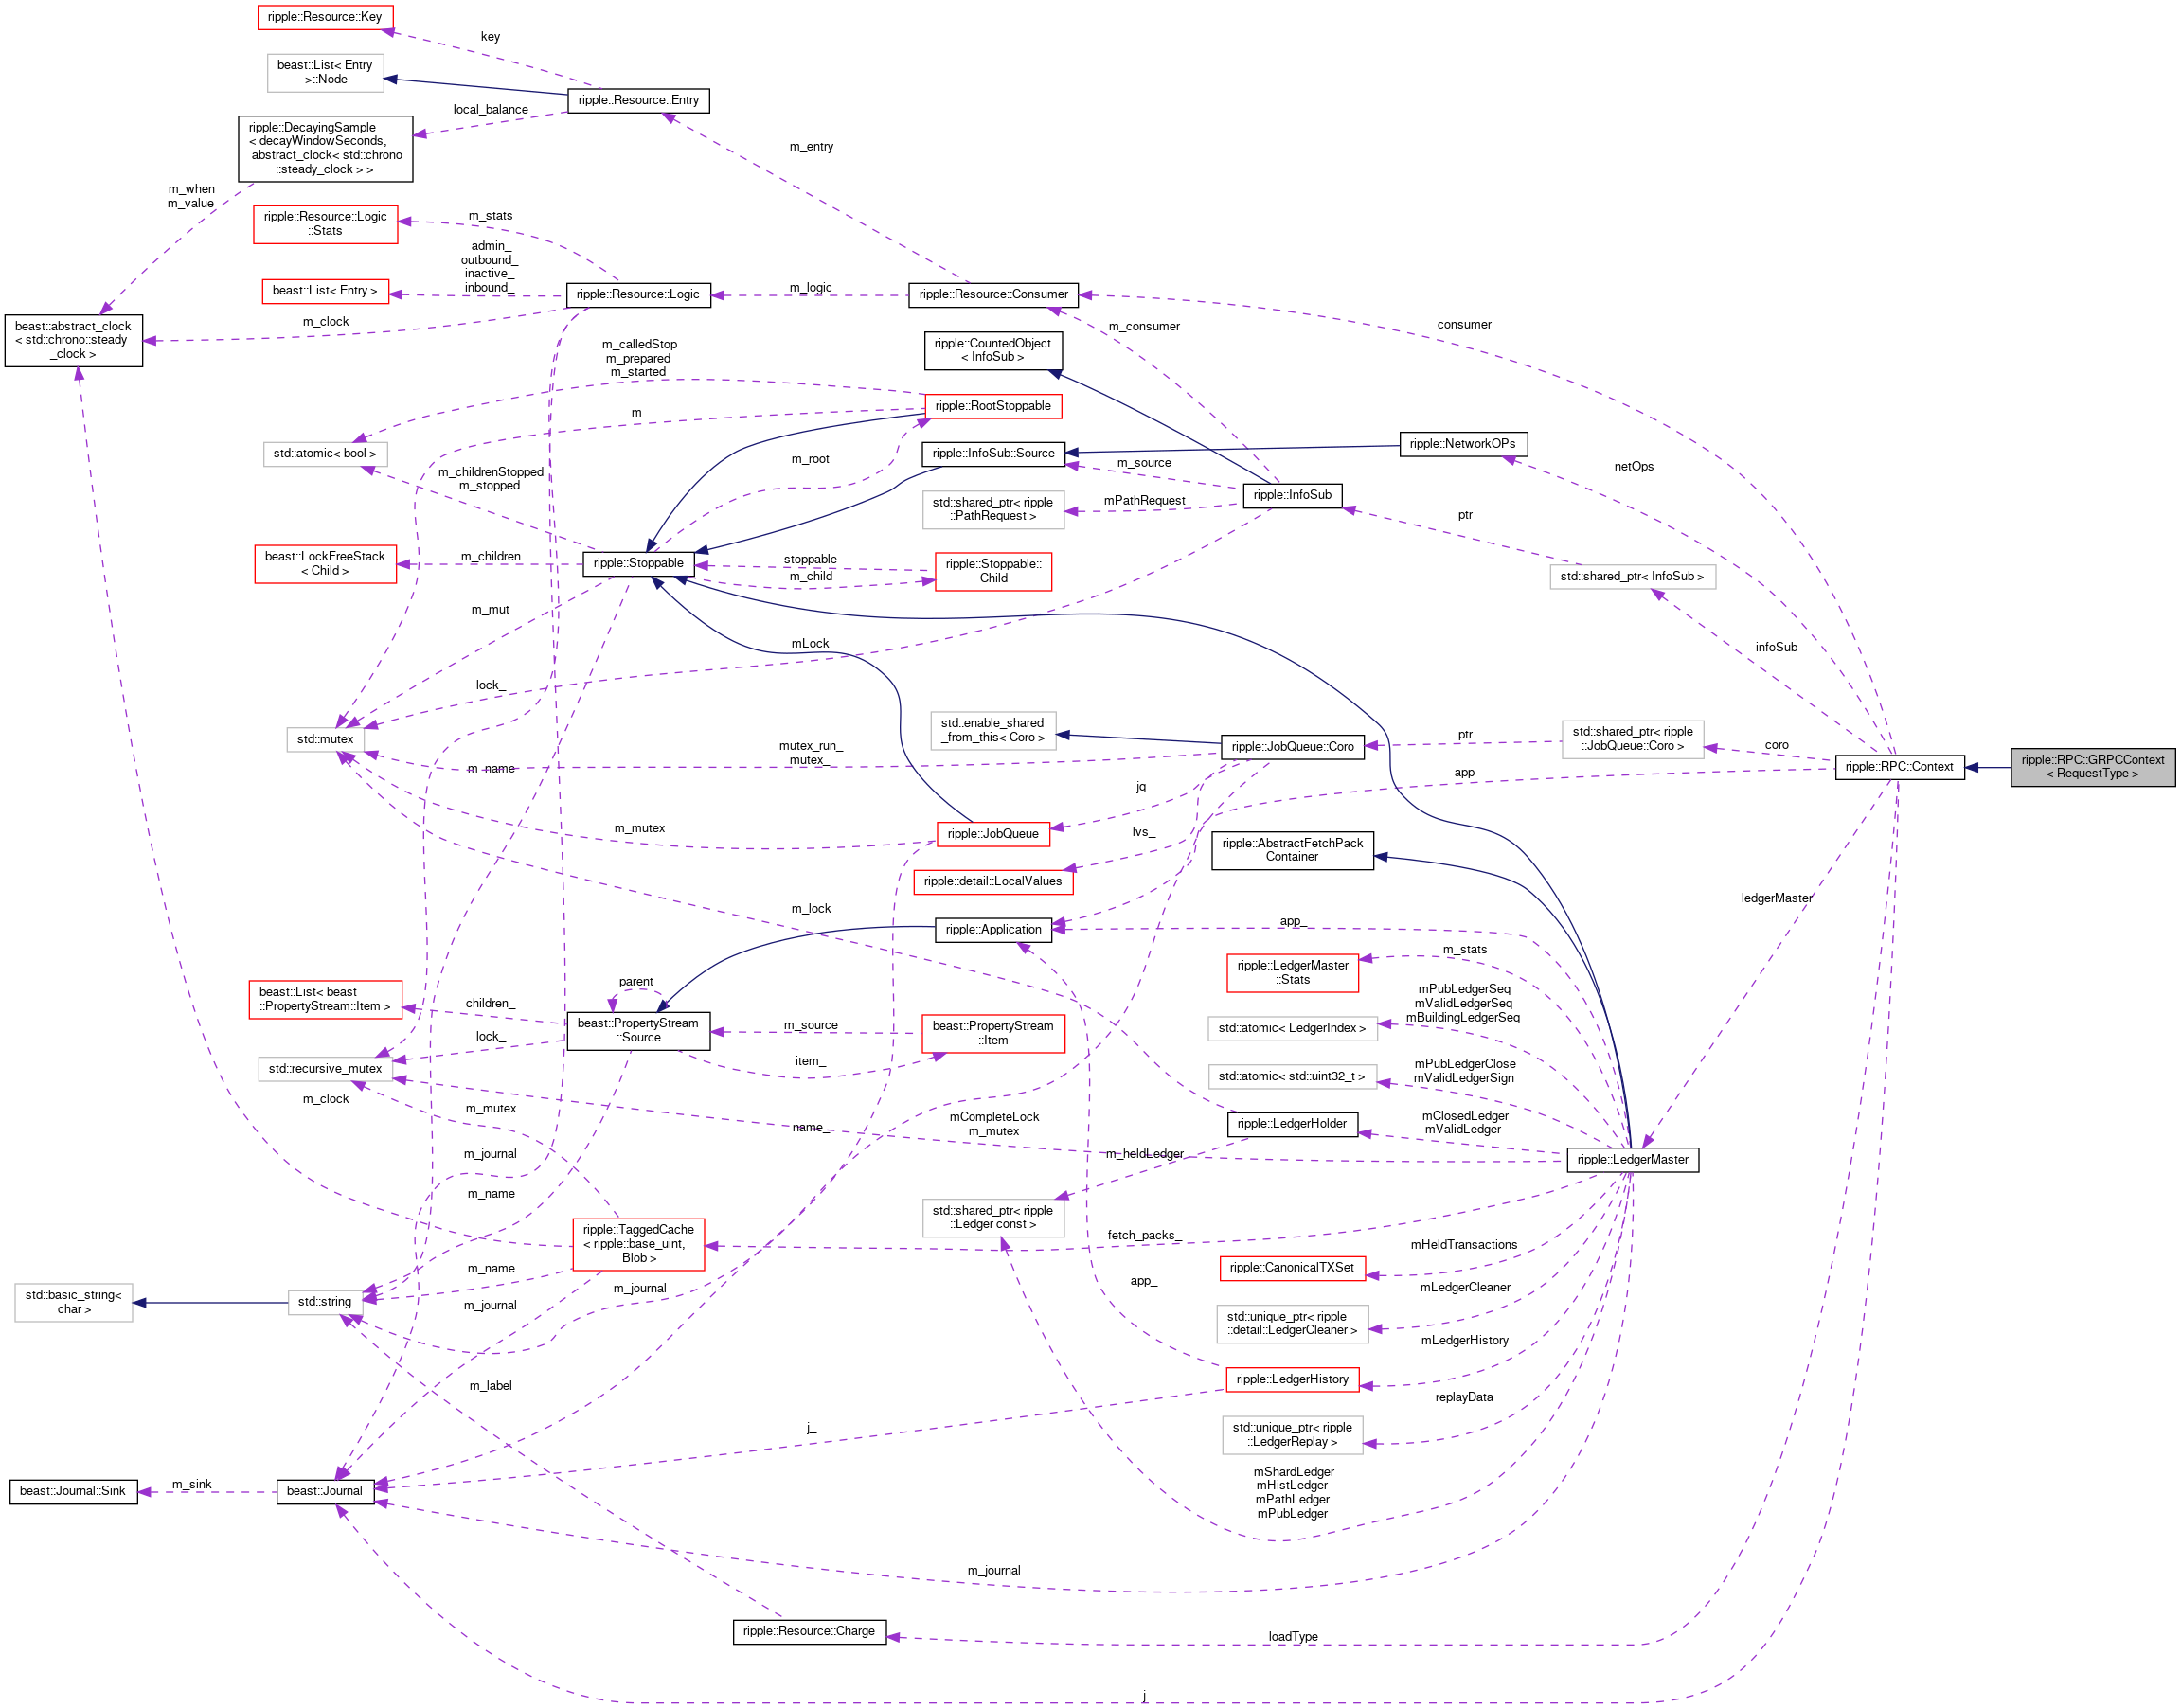 ripple::Resource::Key
key
beast::List< Entry
>::Node
ripple::Resource::Entry
local_balance
ripple::DecayingSample
< decayWindowSeconds,
abstract_clock< std::chrono
::steady_clock > >
m_entry
m_when
m_value
ripple::Resource::Logic
::Stats
m_stats
admin_
outbound_
inactive_
inbound_
beast::List< Entry >
ripple::Resource::Logic
m_logic
ripple::Resource::Consumer
beast::abstract_clock
< std::chrono::steady
_clock >
m_clock
m_consumer
consumer
ripple::CountedObject
< InfoSub >
m_calledStop
m_prepared
m_started
ripple::RootStoppable
m_
std::atomic< bool >
m_childrenStopped
m_stopped
m_root
ripple::InfoSub::Source
m_source
ripple::NetworkOPs
netOps
std::shared_ptr< ripple
::PathRequest >
mPathRequest
ripple::InfoSub
ptr
beast::LockFreeStack
< Child >
m_children
ripple::Stoppable
stoppable
m_child
ripple::Stoppable::
Child
std::shared_ptr< InfoSub >
m_mut
mLock
infoSub
lock_
std::mutex
std::enable_shared
_from_this< Coro >
mutex_run_
mutex_
ripple::JobQueue::Coro
ptr
std::shared_ptr< ripple
::JobQueue::Coro >
coro
ripple::RPC::Context
ripple::RPC::GRPCContext
< RequestType >
m_name
app
jq_
m_mutex
ripple::JobQueue
lvs_
ripple::AbstractFetchPack
Container
ripple::detail::LocalValues
m_lock
ledgerMaster
ripple::Application
app_
m_stats
ripple::LedgerMaster
::Stats
parent_
beast::List< beast
::PropertyStream::Item >
children_
beast::PropertyStream
::Source
m_source
beast::PropertyStream
::Item
mPubLedgerSeq
mValidLedgerSeq
mBuildingLedgerSeq
std::atomic< LedgerIndex >
lock_
item_
std::recursive_mutex
std::atomic< std::uint32_t >
mPubLedgerClose
mValidLedgerSign
m_clock
m_mutex
name_
mCompleteLock
m_mutex
ripple::LedgerHolder
mClosedLedger
mValidLedger
m_journal
m_heldLedger
ripple::LedgerMaster
m_name
std::shared_ptr< ripple
::Ledger const >
ripple::TaggedCache
< ripple::base_uint,
Blob >
fetch_packs_
mHeldTransactions
ripple::CanonicalTXSet
m_name
std::basic_string<
char >
std::string
m_journal
m_journal
app_
mLedgerCleaner
std::unique_ptr< ripple
::detail::LedgerCleaner >
mLedgerHistory
ripple::LedgerHistory
m_label
replayData
j_
std::unique_ptr< ripple
::LedgerReplay >
beast::Journal::Sink
m_sink
beast::Journal
mShardLedger
mHistLedger
mPathLedger
mPubLedger
m_journal
ripple::Resource::Charge
loadType
j